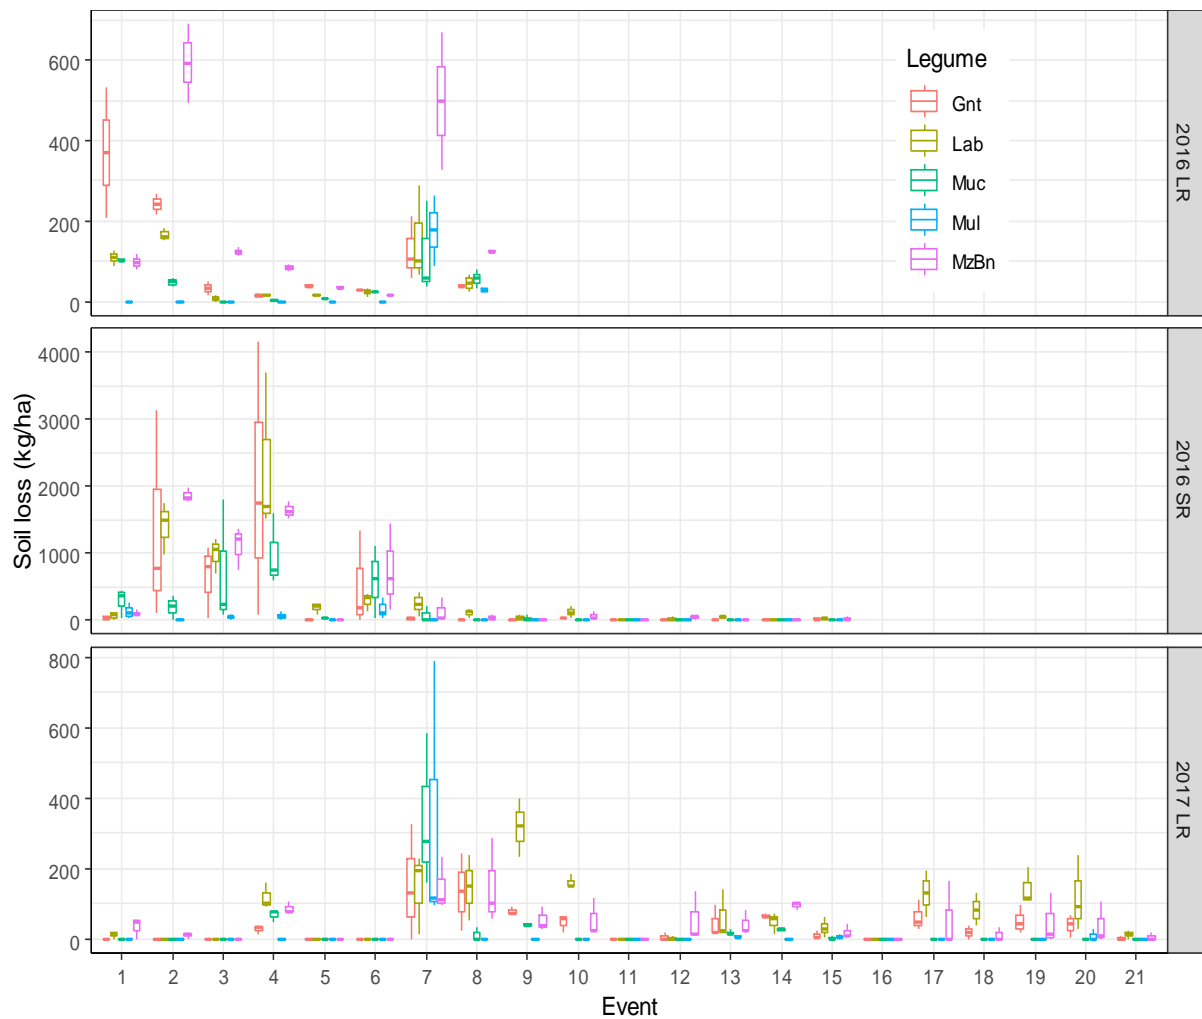 Legume
Gnt
Lab
Muc
Mul
MzBn
600
400
200
0
2016 LR
4000
3000
2000
1000
0
2016 SR
800
600
400
200
0
2017 LR
Soil loss (kg/ha)
1 2 3 4 5 6 7 8 9 10 11 12 13 14 15 16 17 18 19 20 21
Event